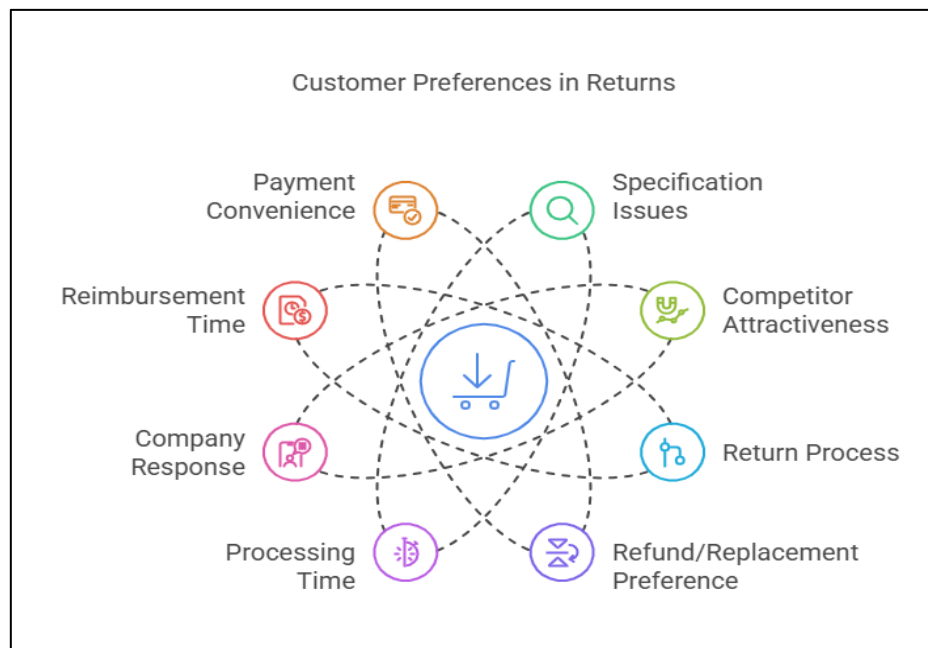 Customer Preferences in Returns
Payment
Convenience
Specification
Issues
Reimbursement
Time
Competitor
Attractiveness
Company
Response
Return Process
Processing
Time
Refund/Replacement
Preference